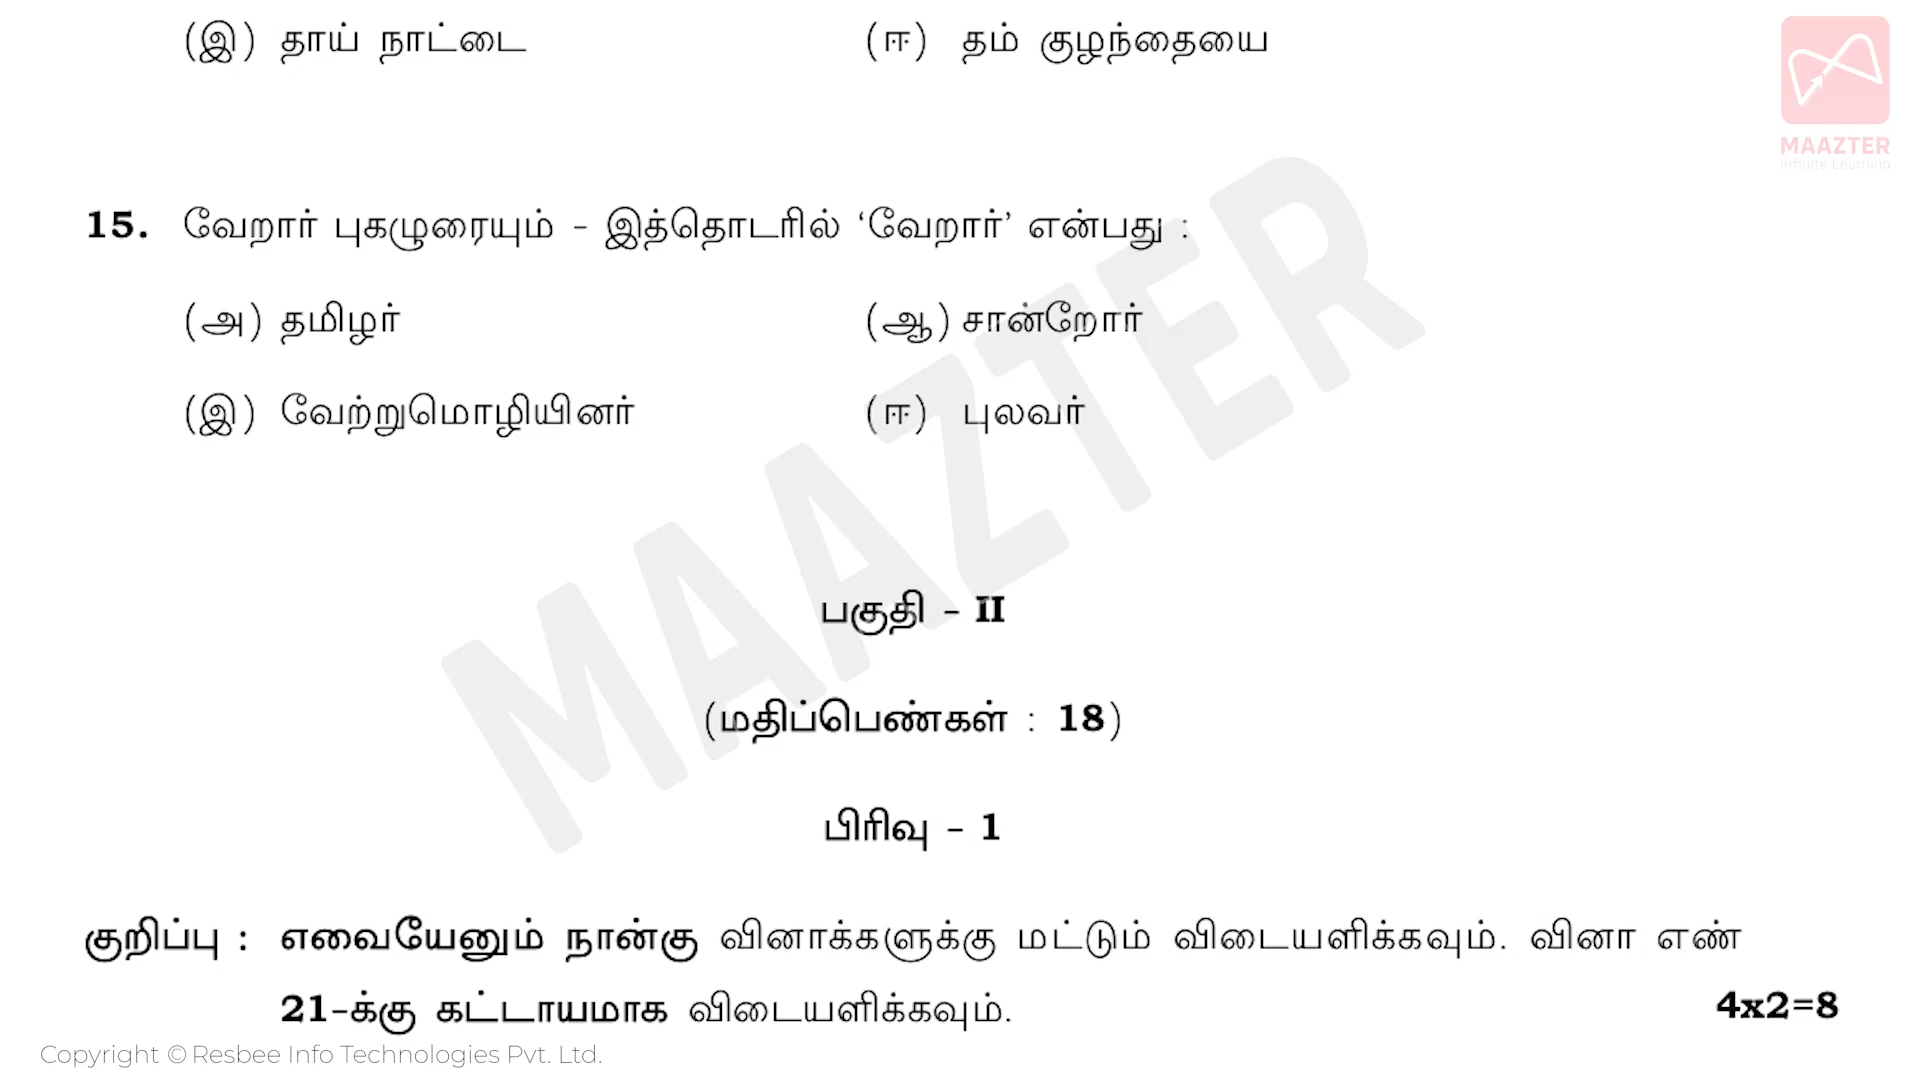 (இ) தாய் நாட்டை (ஈ) தம் குழந்தையை
MAAZTER
Infinite Learning
15. வேறார் புகழுரையும் - இத்தொடரில் ‘வேறார்’ என்பது :
(அ) தமிழர் (ஆ) சான்றோர்
(இ) வேற்றுமொழியினர் (ஈ) புலவர்
MAAZTER
பகுதி - II
(மதிப்பெண்கள் : 18)
பிரிவு - 1
குறிப்பு : எவையேனும் நான்கு வினாக்களுக்கு மட்டும் விடையளிக்கவும். வினா எண்
21-க்கு கட்டாயமாக விடையளிக்கவும். 4x2=8
Copyright © Resbee Info Technologies Pvt. Ltd.